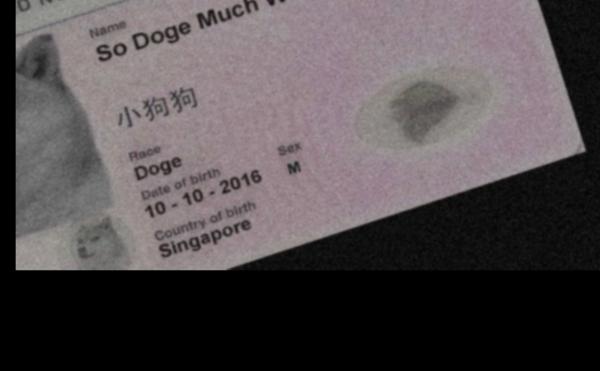 Name
So Doge Much
小狗狗
Race
Doge
Sex
M
Date of birth
10 - 10 - 2016
Country of birth
Singapore